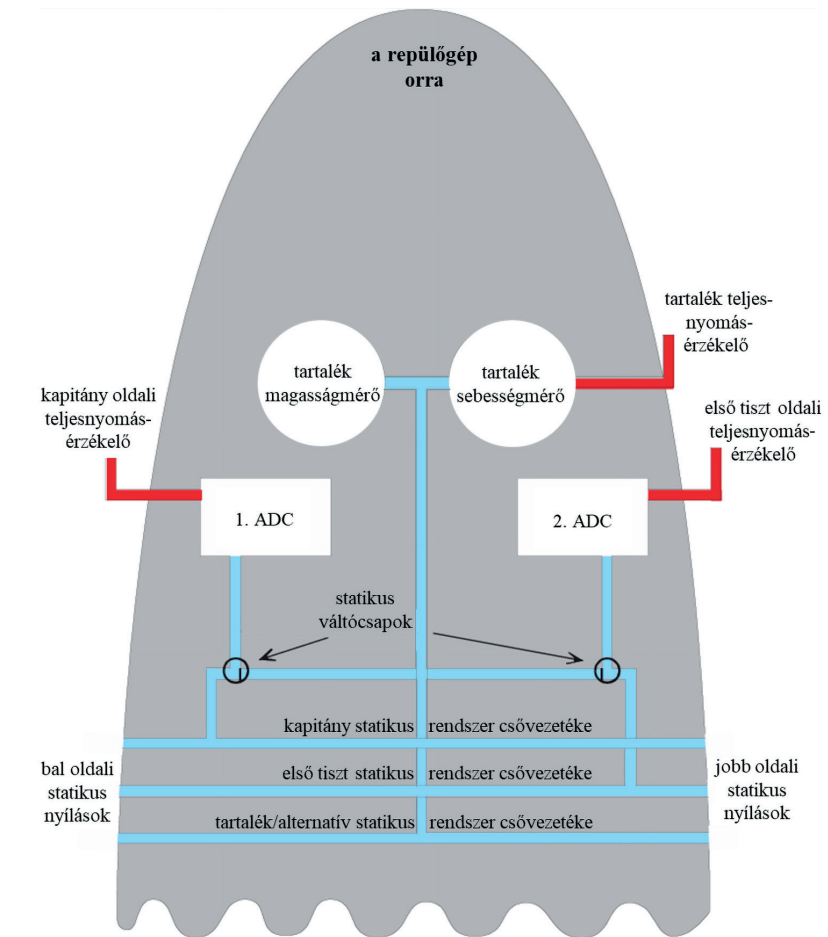 a repülőgép
orra
tartalék teljes-
nyomás-
érzékelő
tartalék
magasságmérő
tartalék
sebességmérő
kapitány oldali
teljesnyomás-
érzékelő
első tiszt oldali
teljesnyomás-
érzékelő
1. ADC
2. ADC
statikus
váltócsapok
kapitány statikus rendszer csővezetéke
bal oldali
statikus
nyílások
első tiszt statikus rendszer csővezetéke
jobb oldali
statikus
nyílások
tartalék/alternatív statikus rendszer csővezetéke